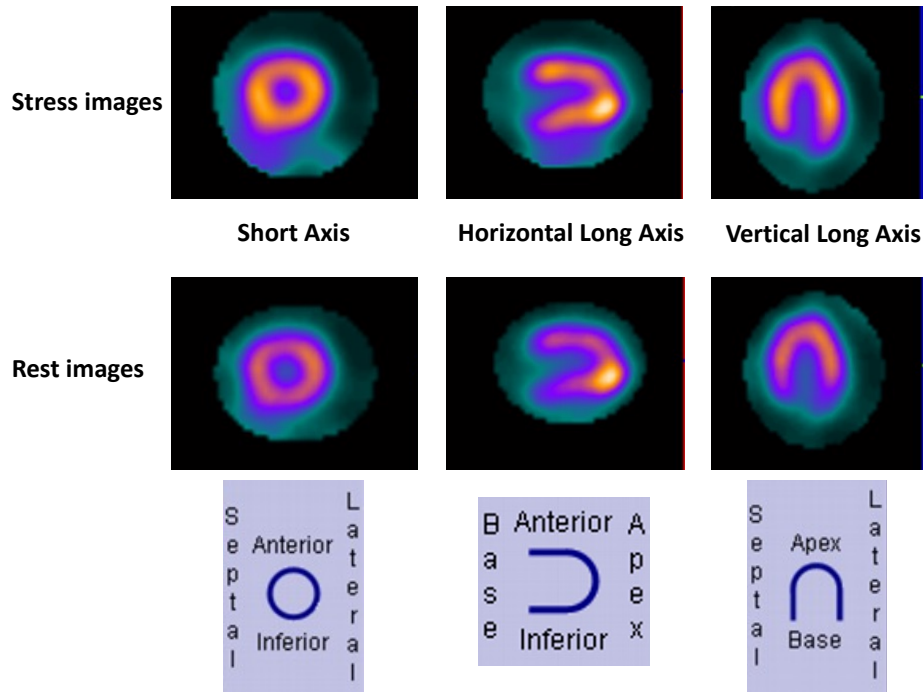 Stress images
Short Axis
Horizontal Long Axis
Vertical Long Axis
Rest images
Septal
Anterior
Inferior
Lateral
Base
Anterior
Inferior
Apex
Septal
Apex
Base
Lateral